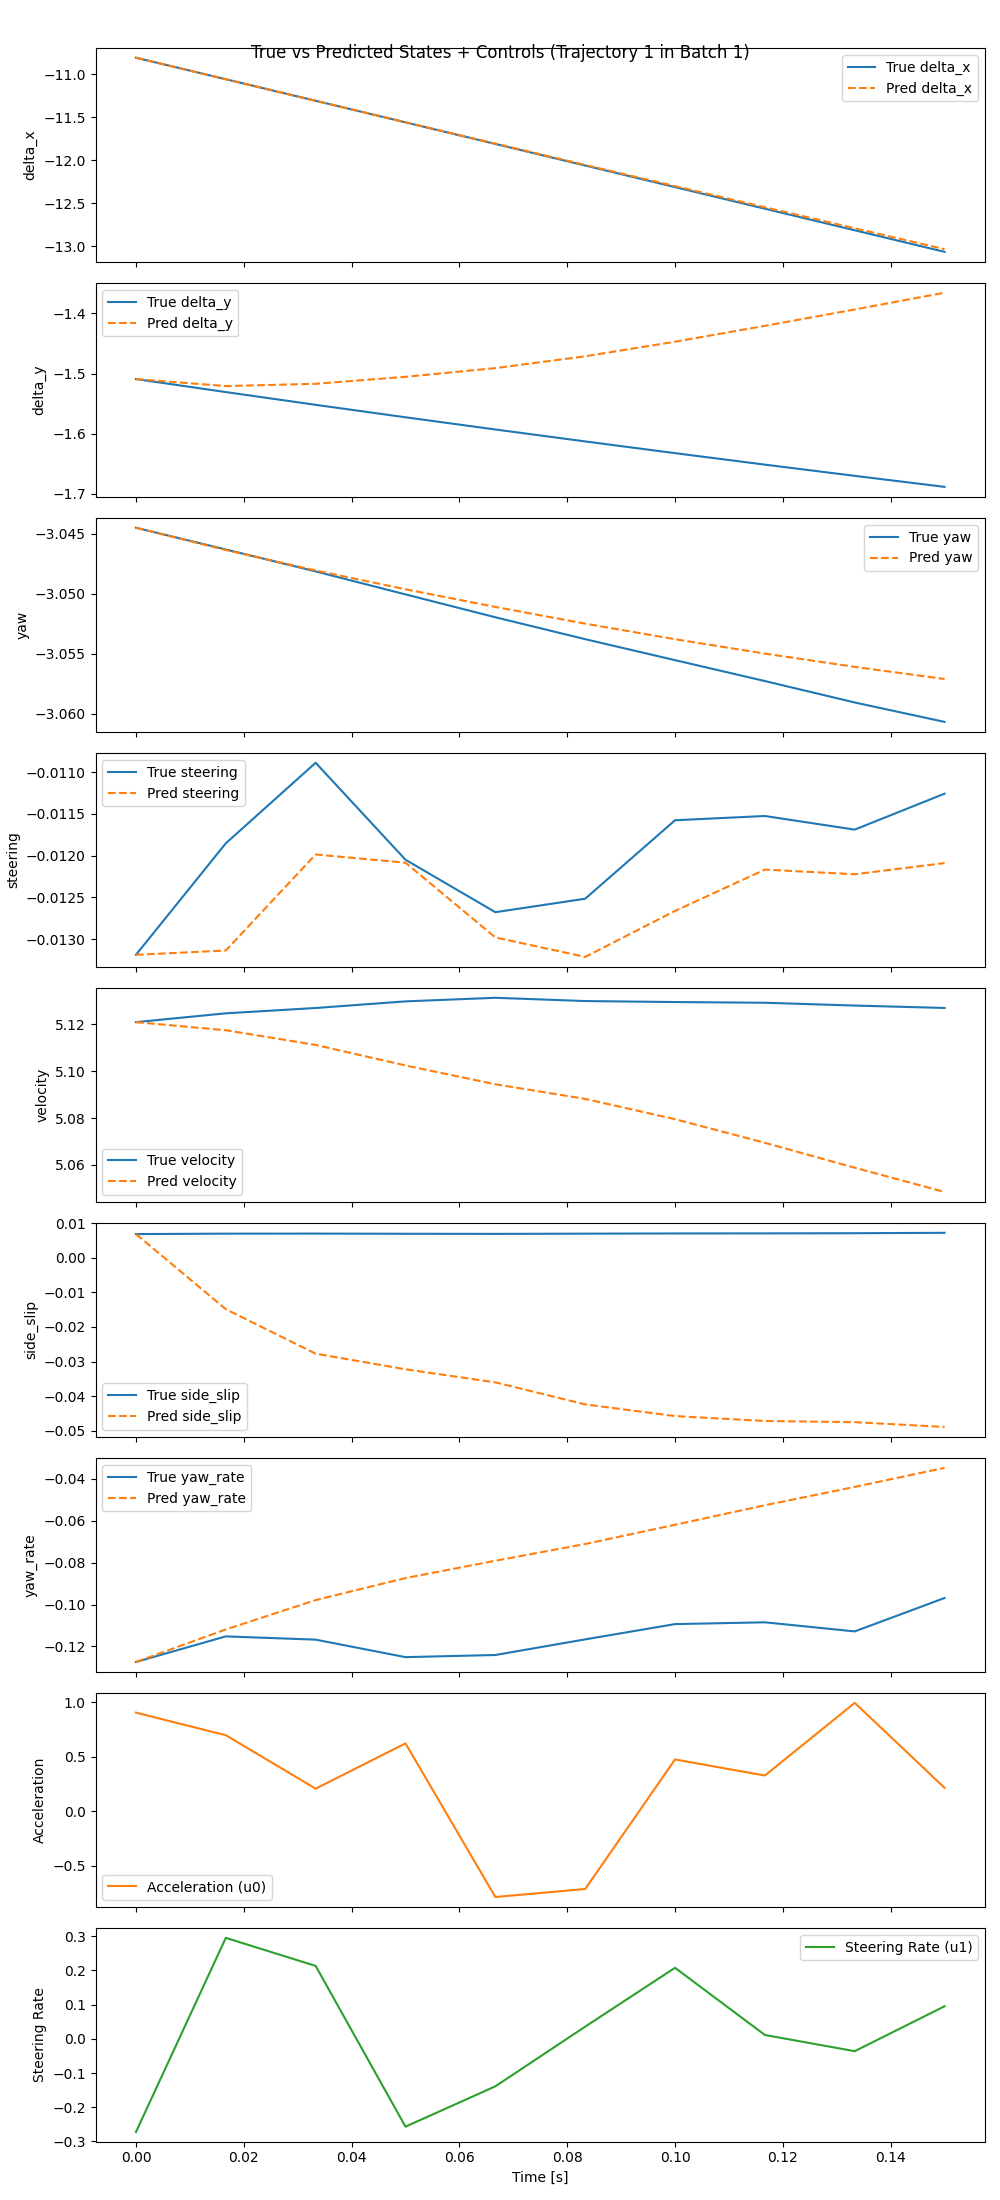 True vs Predicted States + Controls (Trajectory 1 in Batch 1)
−11.0
−11.5
−12.0
−12.5
−13.0
delta_x
True delta_x
Pred delta_x
−1.4
−1.5
−1.6
−1.7
delta_y
True delta_y
Pred delta_y
−3.045
−3.050
−3.055
−3.060
yaw
True yaw
Pred yaw
−0.0110
−0.0115
−0.0120
−0.0125
−0.0130
steering
True steering
Pred steering
5.12
5.10
5.08
5.06
velocity
True velocity
Pred velocity
0.01
0.00
−0.01
−0.02
−0.03
−0.04
−0.05
side_slip
True side_slip
Pred side_slip
−0.04
−0.06
−0.08
−0.10
−0.12
yaw_rate
True yaw_rate
Pred yaw_rate
1.0
0.5
0.0
−0.5
Acceleration
Acceleration (u0)
0.3
0.2
0.1
0.0
−0.1
−0.2
−0.3
Steering Rate
Steering Rate (u1)
0.00 0.02 0.04 0.06 0.08 0.10 0.12 0.14
Time [s]